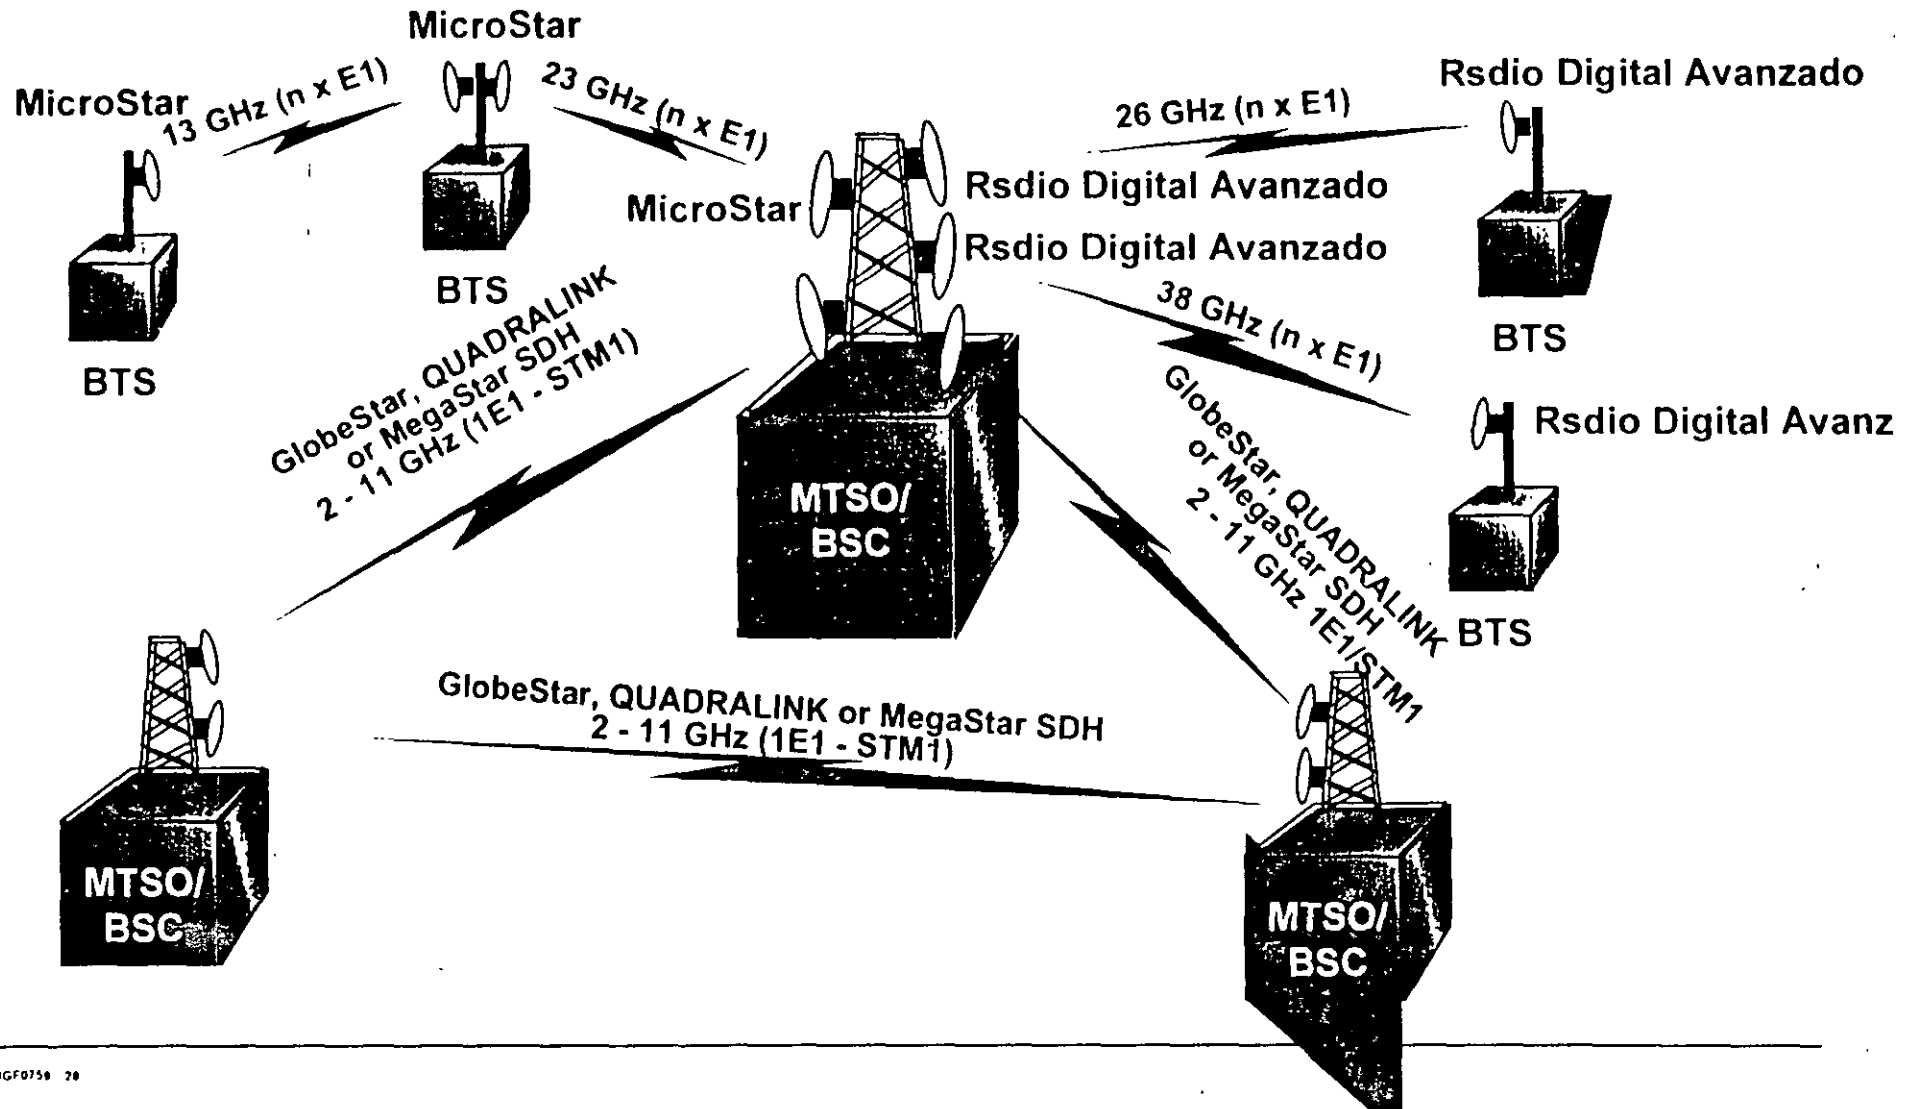 MicroStar
MicroStar
13 GHz (n x E1)
23 GHz (n x E1)
26 GHz (n x E1)
Rsdio Digital Avanzado
MicroStar
Rsdio Digital Avanzado
Rsdio Digital Avanzado
BTS
BTS
BTS
38 GHz (n x E1)
Rsdio Digital Avanz
BTS
GlobeStar, QUADRALINK
or MegaStar SDH
2 - 11 GHz (1E1 - STM1)
MTSO/
BSC
GlobeStar, QUADRALINK
or MegaStar SDH
2 - 11 GHz 1E1/STM1
GlobeStar, QUADRALINK or MegaStar SDH
2 - 11 GHz (1E1 - STM1)
MTSO/
BSC
MTSO/
BSC
GF0759 20